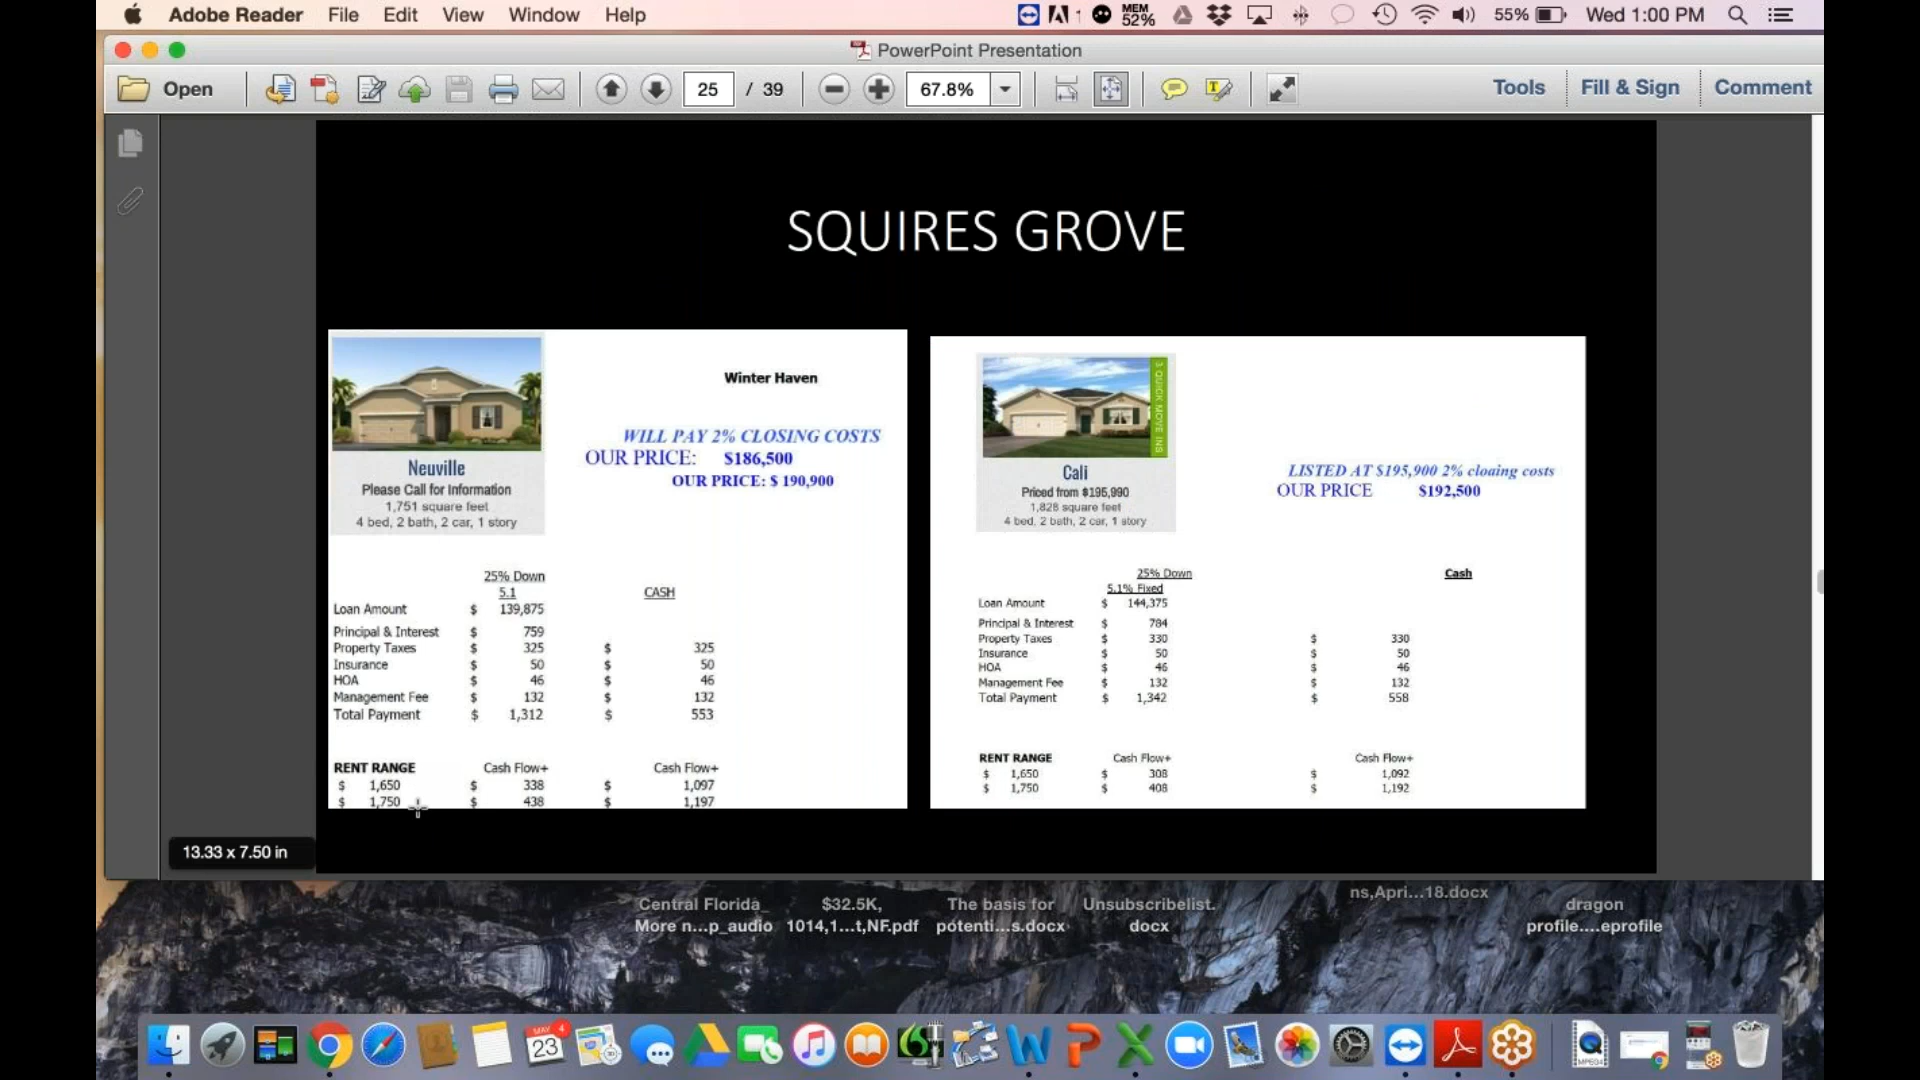 Adobe Reader File Edit View Window Help
1 MEM 52% 55% Wed 1:00 PM
PowerPoint Presentation
Open 25 / 39 67.8% Tools Fill & Sign Comment
SQUIRES GROVE
Winter Haven
WILL PAY 2% CLOSING COSTS
OUR PRICE: $186,500
OUR PRICE: $ 190,900
Neuville
Please Call for Information
1,751 square feet
4 bed, 2 bath, 2 car, 1 story
25% Down
5.1 CASH
Loan Amount $ 139,875
Principal & Interest $ 759
Property Taxes $ 325 $ 325
Insurance $ 50 $ 50
HOA $ 46 $ 46
Management Fee $ 132 $ 132
Total Payment $ 1,312 $ 553
RENT RANGE Cash Flow+ Cash Flow+
$ 1,650 $ 338 $ 1,097
$ 1,750 $ 438 $ 1,197
3 QUICK MOVE INS
Cali
Priced from $195,990
1,828 square feet
4 bed, 2 bath, 2 car, 1 story
LISTED AT $195,900 2% cloaing costs
OUR PRICE $192,500
25% Down Cash
5.1% Fixed
Loan Amount $ 144,375
Principal & Interest $ 784
Property Taxes $ 330 $ 330
Insurance $ 50 $ 50
HOA $ 46 $ 46
Management Fee $ 132 $ 132
Total Payment $ 1,342 $ 558
RENT RANGE Cash Flow+ Cash Flow+
$ 1,650 $ 308 $ 1,092
$ 1,750 $ 408 $ 1,192
13.33 x 7.50 in
Central Florida_
More n...p_audio
$32.5K,
1014,1...t,NF.pdf
The basis for
potenti...s.docx
Unsubscribelist.
docx
ns,Apri...18.docx
dragon
profile....eprofile
MAY 4
23